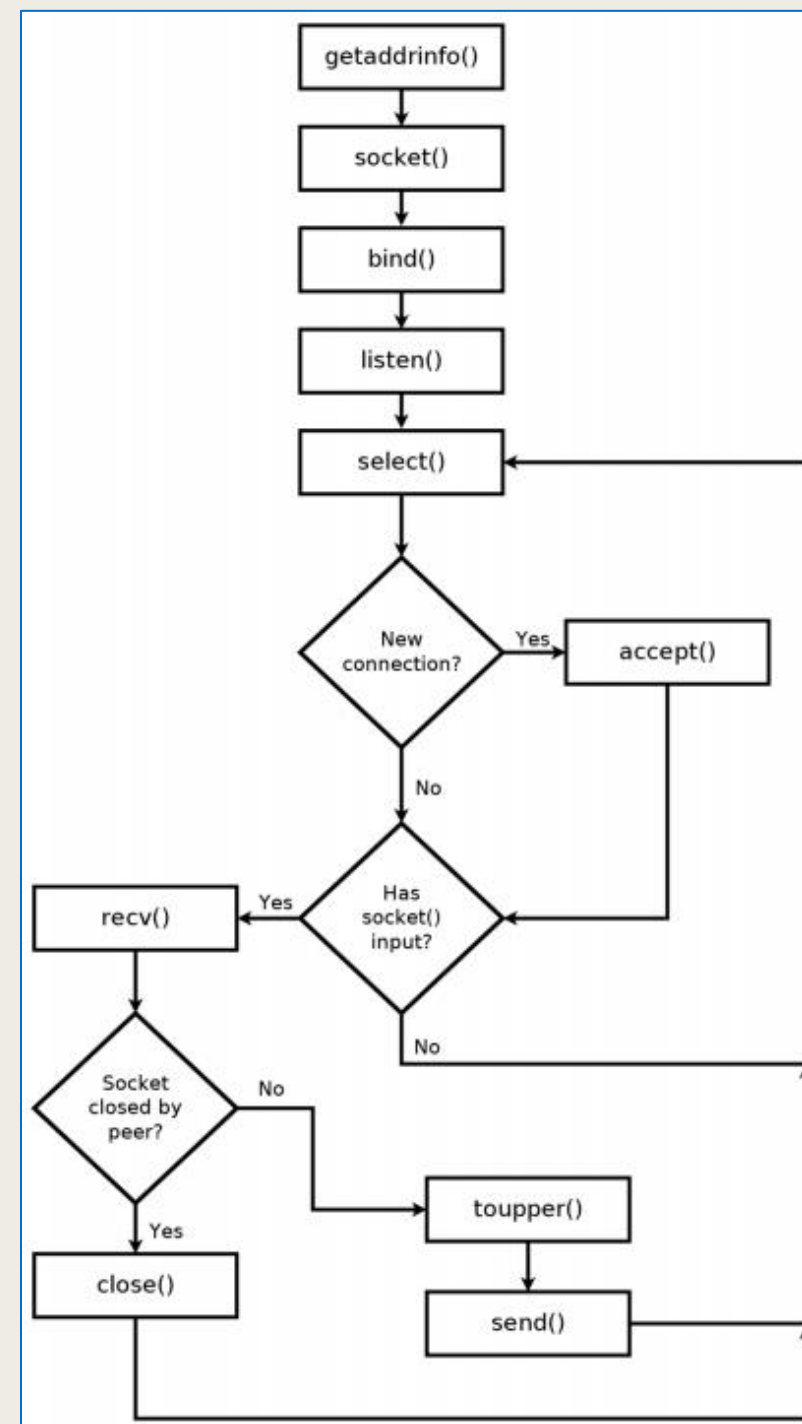 getaddrinfo()
socket()
bind()
listen()
select()
New
connection?
Yes
accept()
No
Has
socket()
input?
Yes
recv()
No
Socket
closed by
peer?
No
toupper()
Yes
close()
send()